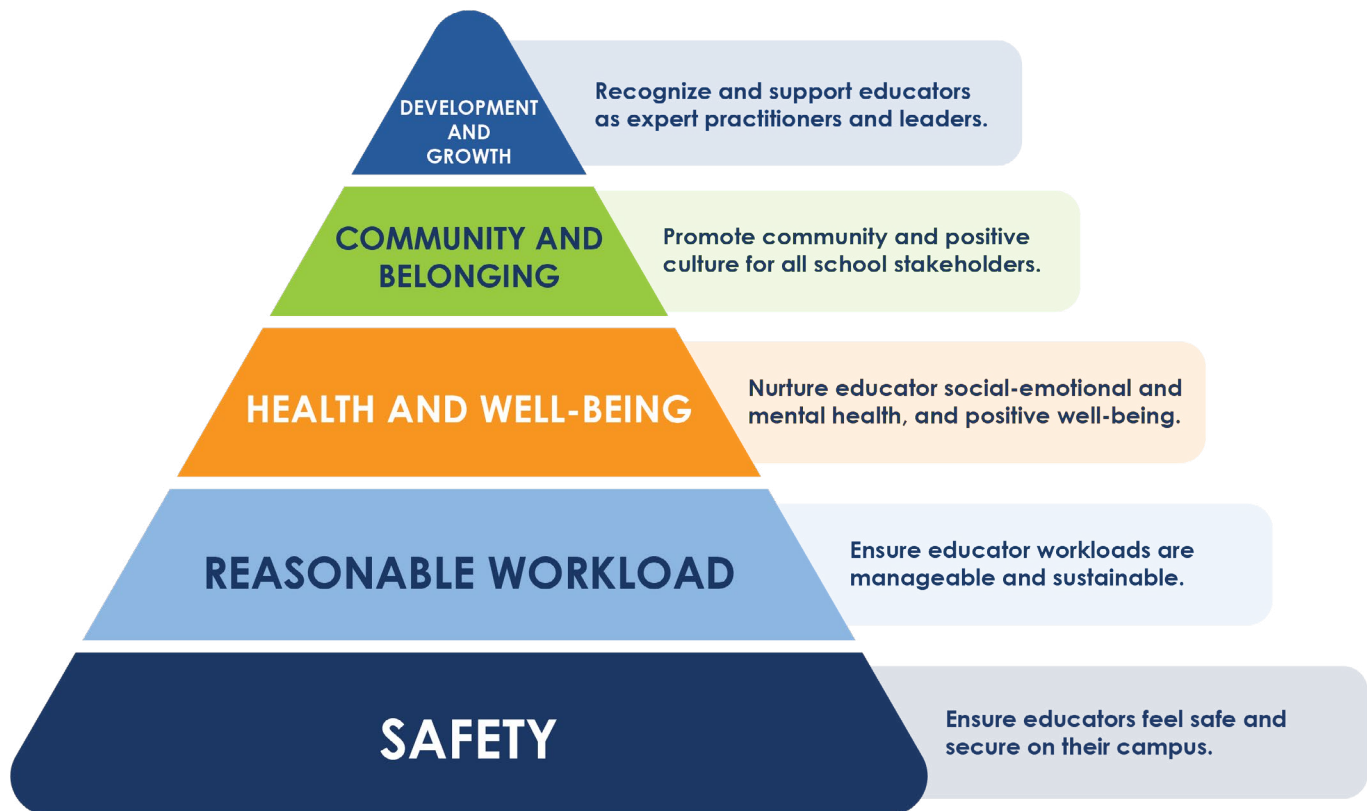 DEVELOPMENT
AND
GROWTH
Recognize and support educators
as expert practitioners and leaders.
COMMUNITY AND
BELONGING
Promote community and positive
culture for all school stakeholders.
HEALTH AND WELL-BEING
Nurture educator social-emotional and
mental health, and positive well-being.
REASONABLE WORKLOAD
Ensure educator workloads are
manageable and sustainable.
SAFETY
Ensure educators feel safe and
secure on their campus.